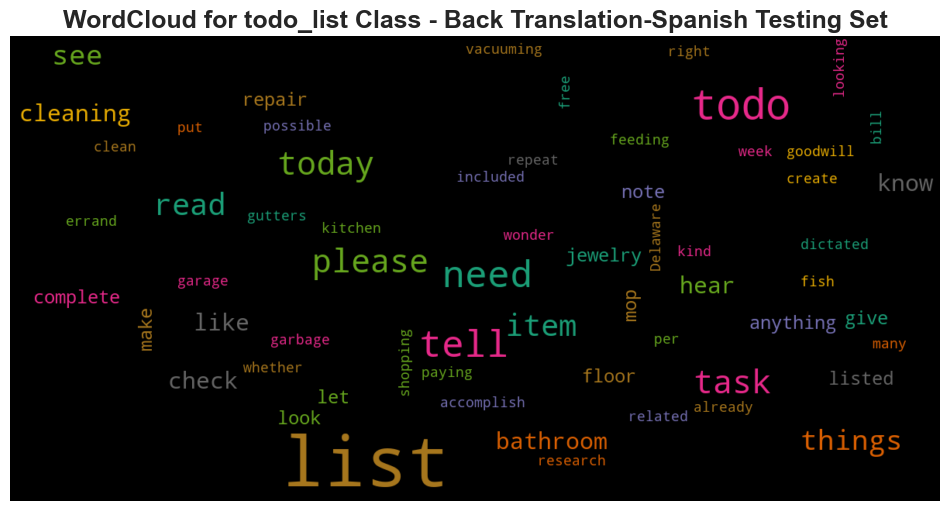 WordCloud for todo_list Class - Back Translation-Spanish Testing Set
see
vacuuming
right
looking
free
todo
cleaning
repair
put
possible
bill
clean
feeding
week
goodwill
today
repeat
included
create
know
note
read
gutters
errand
kitchen
wonder
Delaware
dictated
please
need
jewelry
kind
garage
hear
fish
complete
mop
make
like
item
anything
give
garbage
tell
per
many
whether
shopping
paying
check
floor
task
listed
let
accomplish
already
look
related
list
bathroom
things
research